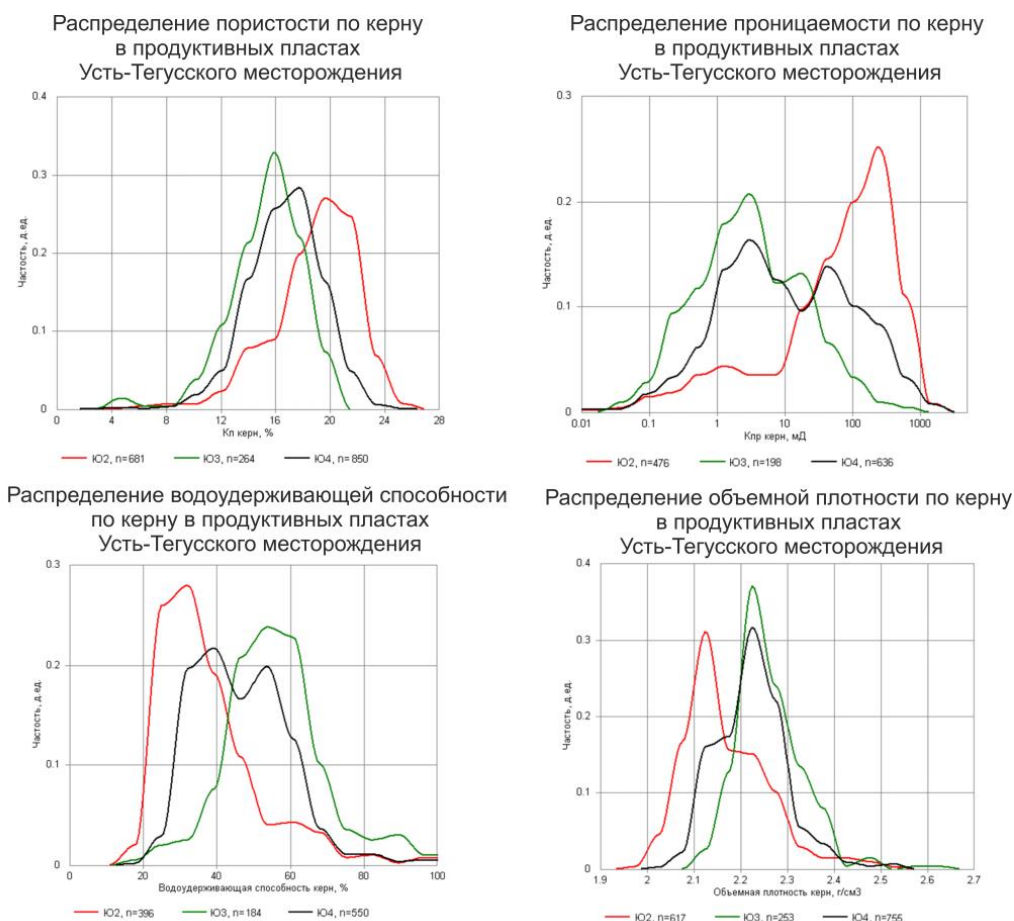 Распределение пористости по керну
в продуктивных пластах
Усть-Тегусского месторождения
0.4
0.3
0.2
0.1
0
Частость, д.ед.
0 4 8 12 16 20 24 28
Кп керн, %
Ю2, n=681 Ю3, n=264 Ю4, n=850
Распределение проницаемости по керну
в продуктивных пластах
Усть-Тегусского месторождения
0.3
0.2
0.1
0
Частость, д.ед.
0.01 0.1 1 10 100 1000
Кпр керн, мД
Ю2, n=476 Ю3, n=198 Ю4, n=636
Распределение водоудерживающей способности
по керну в продуктивных пластах
Усть-Тегусского месторождения
0.3
0.2
0.1
0
Частость, д.ед.
0 20 40 60 80 100
Водоудерживающая способность керн, %
Ю2, n=396 Ю3, n=184 Ю4, n=550
Распределение объемной плотности по керну
в продуктивных пластах
Усть-Тегусского месторождения
0.4
0.3
0.2
0.1
0
Частость, д.ед.
1.9 2 2.1 2.2 2.3 2.4 2.5 2.6 2.7
Объемная плотность керн, г/см3
Ю2, n=617 Ю3, n=253 Ю4, n=755